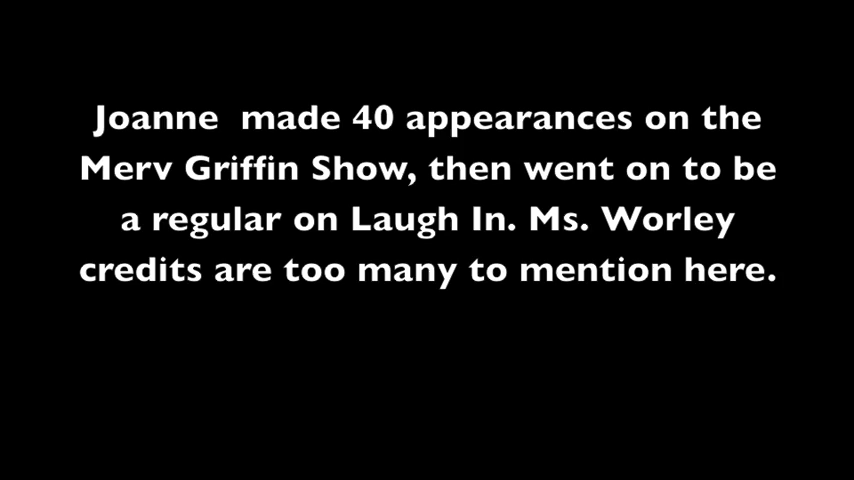 Joanne  made 40 appearances on the
Merv Griffin Show, then went on to be
a regular on Laugh In. Ms. Worley
credits are too many to mention here.